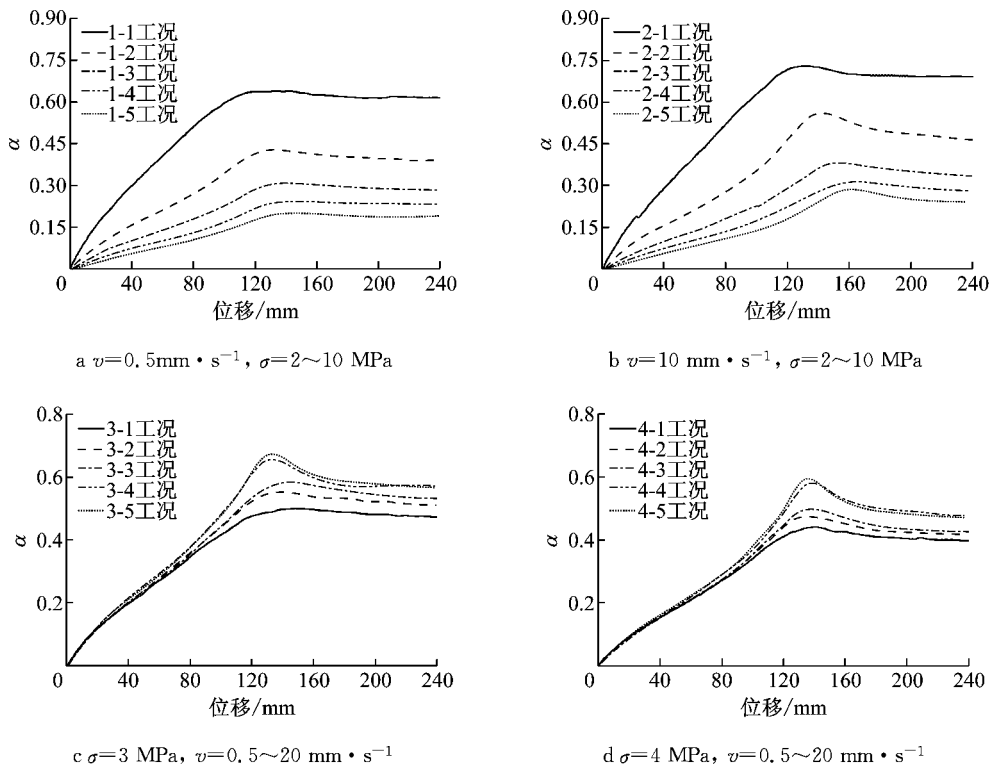 0.90
0.75
0.60
0.45
0.30
0.15
α
1-1工况
1-2工况
1-3工况
1-4工况
1-5工况
0 40 80 120 160 200 240
位移/mm
a v=0.5mm·s⁻¹, σ=2～10 MPa
0.90
0.75
0.60
0.45
0.30
0.15
α
2-1工况
2-2工况
2-3工况
2-4工况
2-5工况
0 40 80 120 160 200 240
位移/mm
b v=10 mm·s⁻¹, σ=2～10 MPa
0.8
0.6
0.4
0.2
α
3-1工况
3-2工况
3-3工况
3-4工况
3-5工况
0 40 80 120 160 200 240
位移/mm
c σ=3 MPa, v=0.5～20 mm·s⁻¹
0.8
0.6
0.4
0.2
α
4-1工况
4-2工况
4-3工况
4-4工况
4-5工况
0 40 80 120 160 200 240
位移/mm
d σ=4 MPa, v=0.5～20 mm·s⁻¹